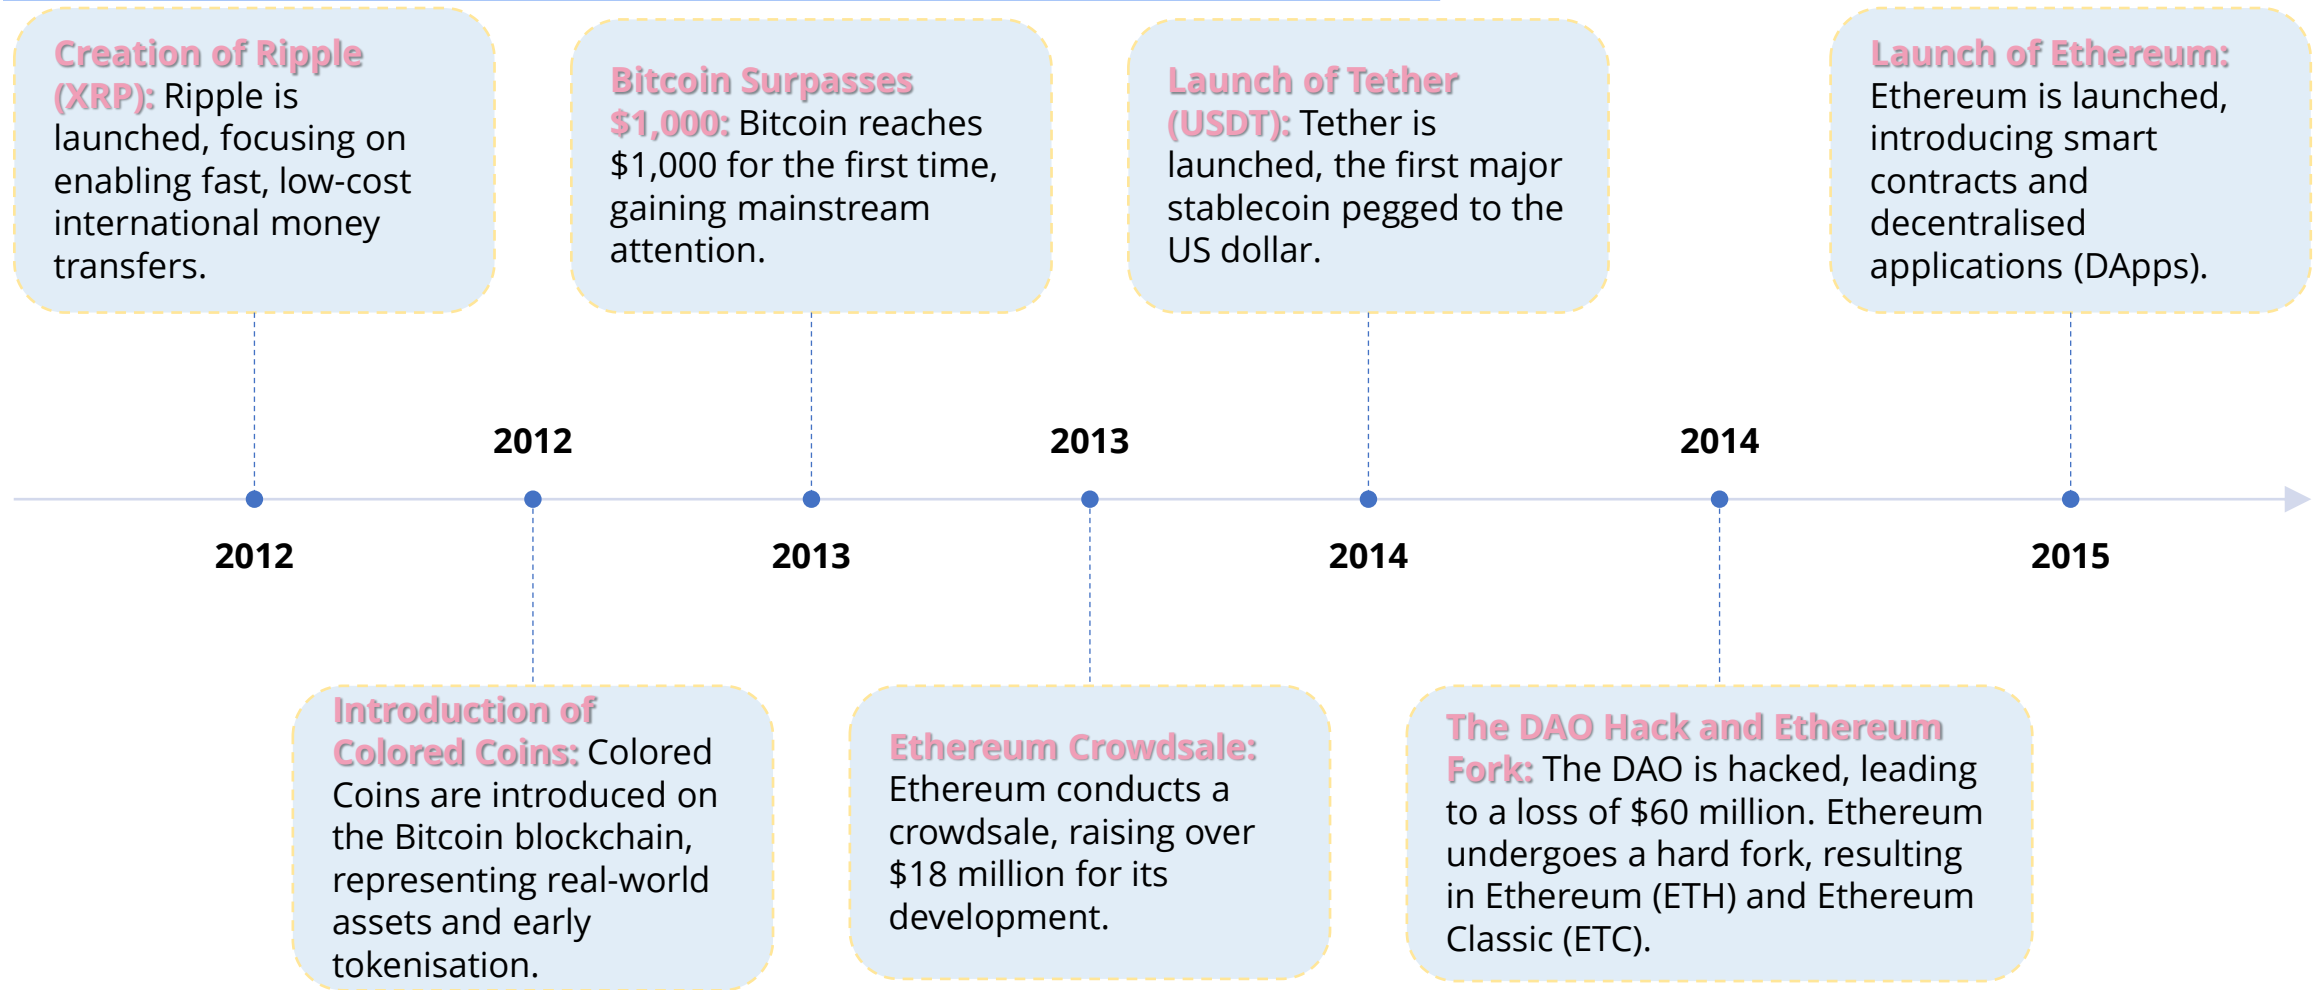 Creation of Ripple
(XRP): Ripple is
launched, focusing on
enabling fast, low-cost
international money
transfers.
Bitcoin Surpasses
$1,000: Bitcoin reaches
$1,000 for the first time,
gaining mainstream
attention.
Launch of Tether
(USDT): Tether is
launched, the first major
stablecoin pegged to the
US dollar.
Launch of Ethereum:
Ethereum is launched,
introducing smart
contracts and
decentralised
applications (DApps).
2012
2013
2014
2012
2013
2014
2015
Introduction of
Colored Coins: Colored
Coins are introduced on
the Bitcoin blockchain,
representing real-world
assets and early
tokenisation.
Ethereum Crowdsale:
Ethereum conducts a
crowdsale, raising over
$18 million for its
development.
The DAO Hack and Ethereum
Fork: The DAO is hacked, leading
to a loss of $60 million. Ethereum
undergoes a hard fork, resulting
in Ethereum (ETH) and Ethereum
Classic (ETC).